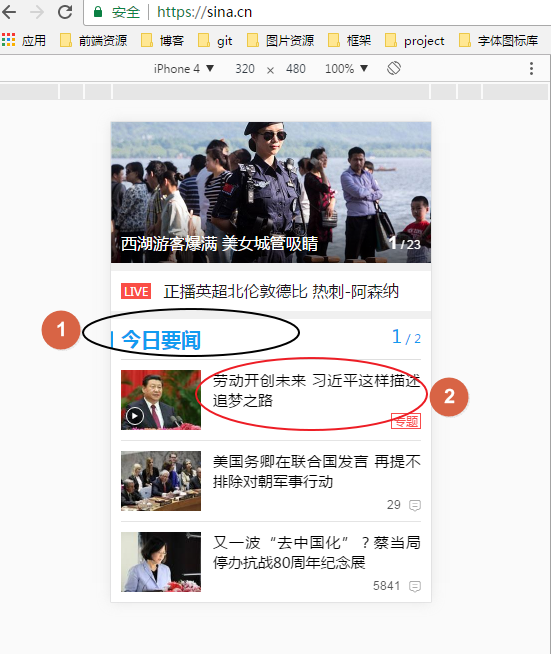 安全 https://sina.cn
应用 前端资源 博客 git 图片资源 框架 project 字体图标库
iPhone 4 ▼ 320 × 480 100% ▼
西湖游客爆满 美女城管吸睛 1 / 23
LIVE 正播英超北伦敦德比 热刺-阿森纳
1 今日要闻 1 / 2
劳动开创未来 习近平这样描述
追梦之路
2
专题
美国务卿在联合国发言 再提不
排除对朝军事行动
29
又一波“去中国化”？蔡当局
停办抗战80周年纪念展
5841